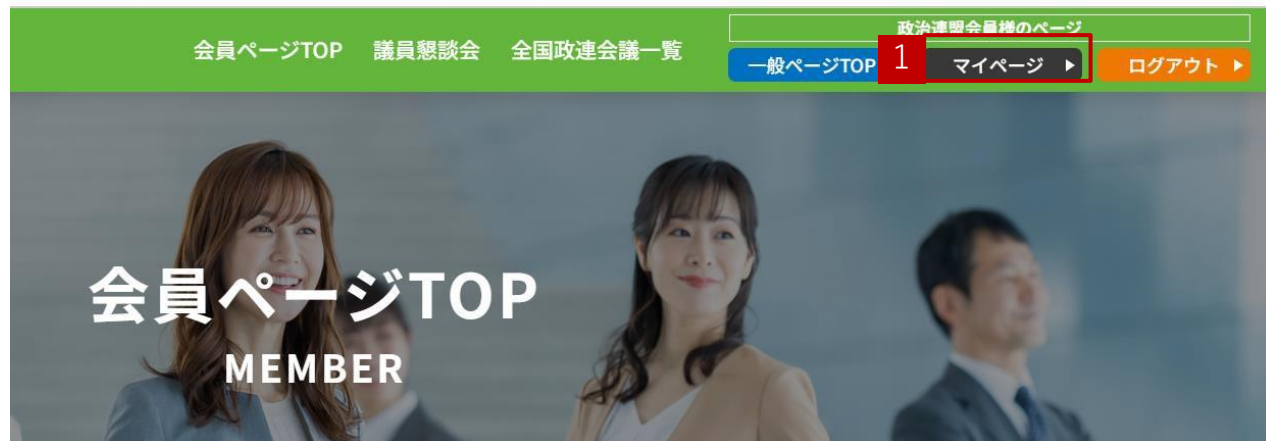 政治連盟会員様のページ
会員ページTOP 議員懇談会 全国政連会議一覧
一般ページTOP 1 マイページ ログアウト
会員ページTOP
MEMBER